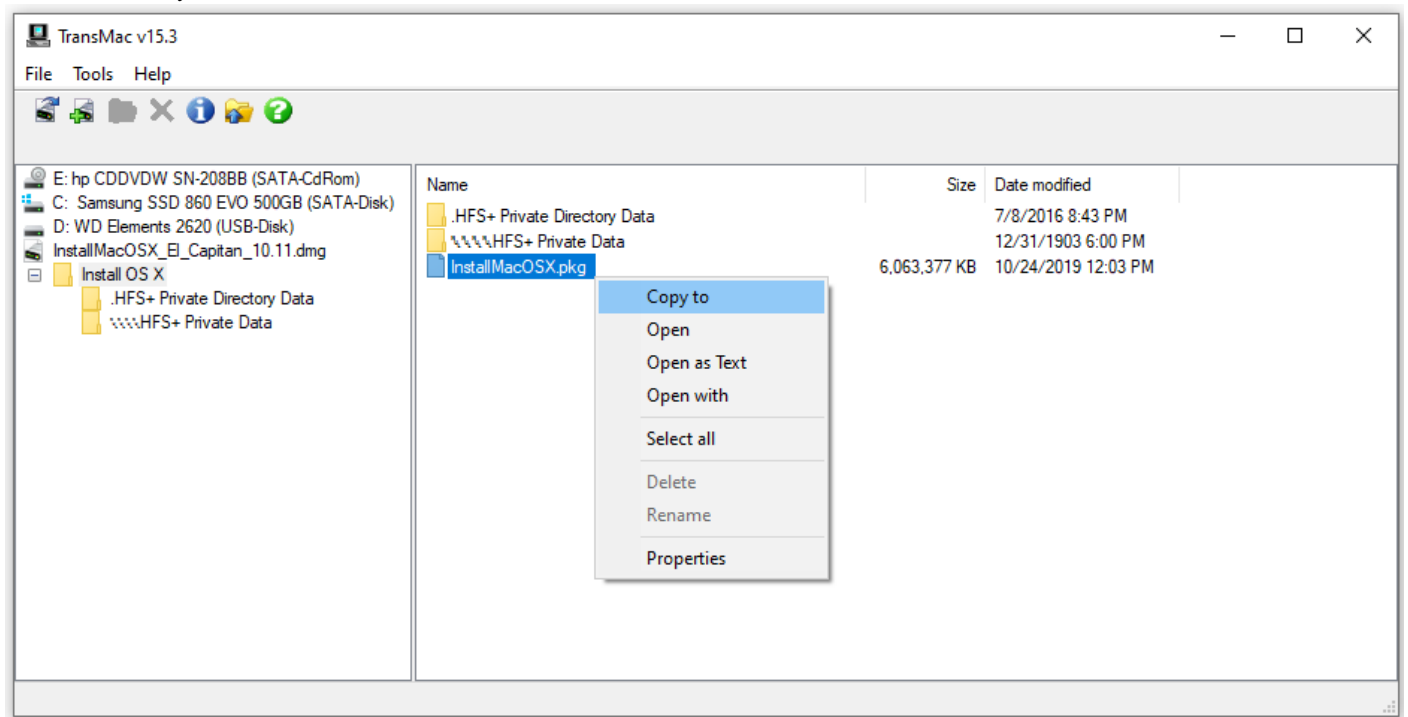 TransMac v15.3
File Tools Help
E: hp CDDVDW SN-208BB (SATA-CdRom)
C: Samsung SSD 860 EVO 500GB (SATA-Disk)
D: WD Elements 2620 (USB-Disk)
InstallMacOSX_El_Capitan_10.11.dmg
Install OS X
.HFS+ Private Directory Data
␀␀␀␀HFS+ Private Data
Name Size Date modified
.HFS+ Private Directory Data 7/8/2016 8:43 PM
HFS+ Private Data 12/31/1903 6:00 PM
InstallMacOSX.pkg 6,063,377 KB 10/24/2019 12:03 PM
Copy to
Open
Open as Text
Open with
Select all
Delete
Rename
Properties